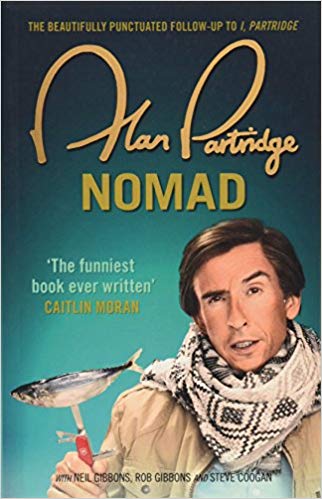 THE BEAUTIFULLY PUNCTUATED FOLLOW-UP TO I, PARTRIDGE
Alan Partridge
NOMAD
'The funniest
book ever written'
CAITLIN MORAN
WITH NEIL GIBBONS, ROB GIBBONS AND STEVE COOGAN